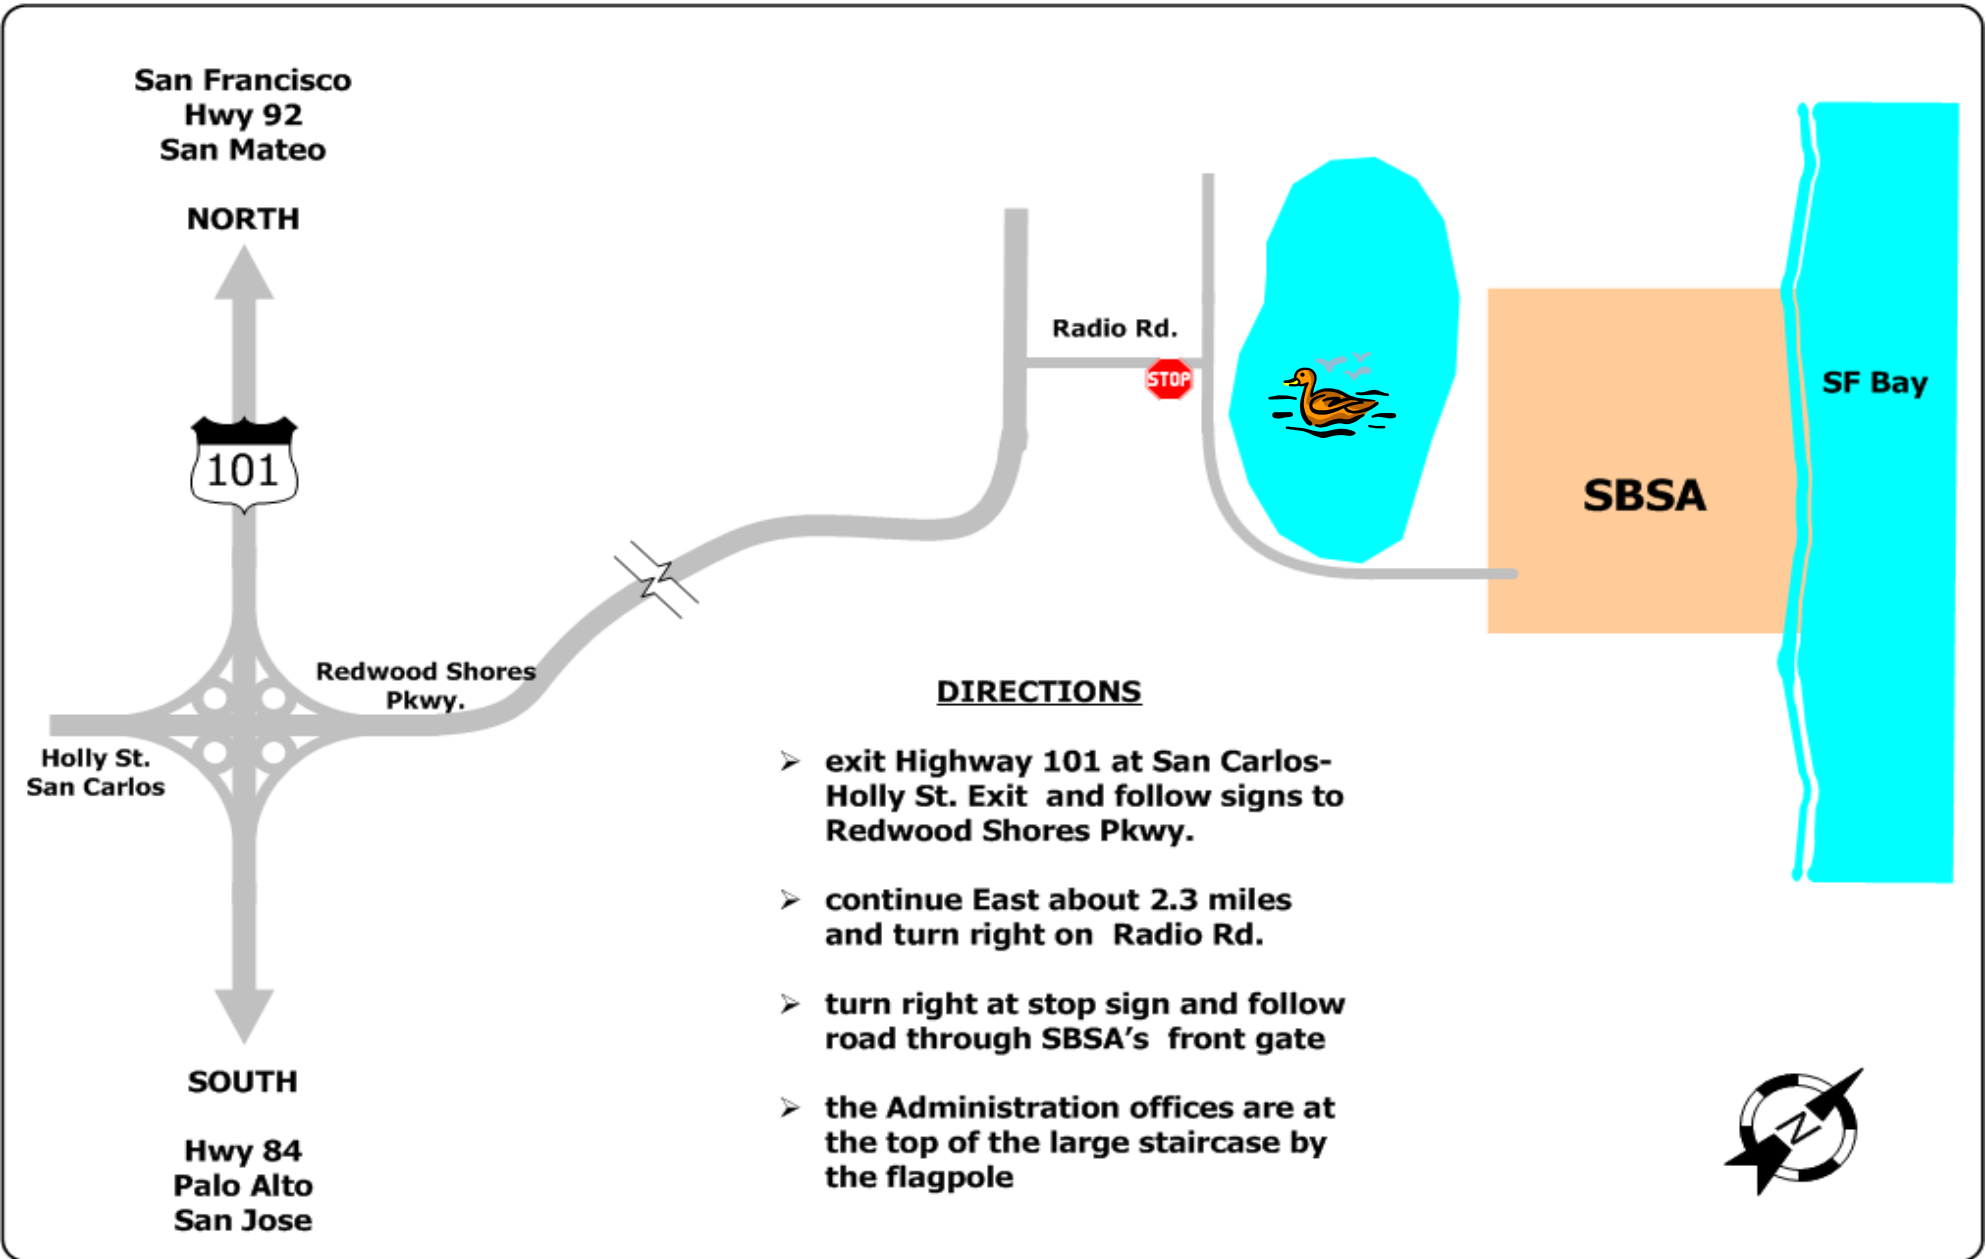 San Francisco
Hwy 92
San Mateo
NORTH
101
Redwood Shores
Pkwy.
Holly St.
San Carlos
SOUTH
Hwy 84
Palo Alto
San Jose
Radio Rd.
STOP
SBSA
SF Bay
DIRECTIONS
➢ exit Highway 101 at San Carlos-
Holly St. Exit  and follow signs to
Redwood Shores Pkwy.
➢ continue East about 2.3 miles
and turn right on  Radio Rd.
➢ turn right at stop sign and follow
road through SBSA’s  front gate
➢ the Administration offices are at
the top of the large staircase by
the flagpole
N